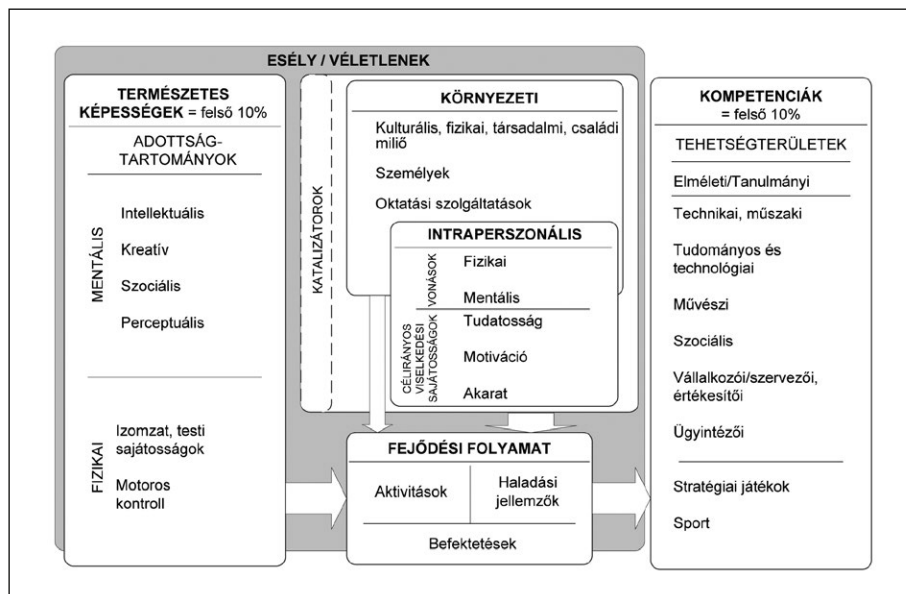 ESÉLY / VÉLETLENEK
TERMÉSZETES
KÉPESSÉGEK = felső 10%
ADOTTSÁG-
TARTOMÁNYOK
MENTÁLIS
Intellektuális
Kreatív
Szociális
Perceptuális
FIZIKAI
Izomzat, testi
sajátosságok
Motoros
kontroll
KATALIZÁTOROK
KÖRNYEZETI
Kulturális, fizikai, társadalmi, családi
miliő
Személyek
Oktatási szolgáltatások
INTRAPERSZONÁLIS
VONÁSOK
Fizikai
Mentális
CÉLIRÁNYOS
VISELKEDÉSI
SAJÁTOSSÁGOK
Tudatosság
Motiváció
Akarat
FEJŐDÉSI FOLYAMAT
Aktivitások
Haladási
jellemzők
Befektetések
KOMPETENCIÁK
= felső 10%
TEHETSÉGTERÜLETEK
Elméleti/Tanulmányi
Technikai, műszaki
Tudományos és
technológiai
Művészi
Szociális
Vállalkozói/szervezői,
értékesítői
Ügyintézői
Stratégiai játékok
Sport